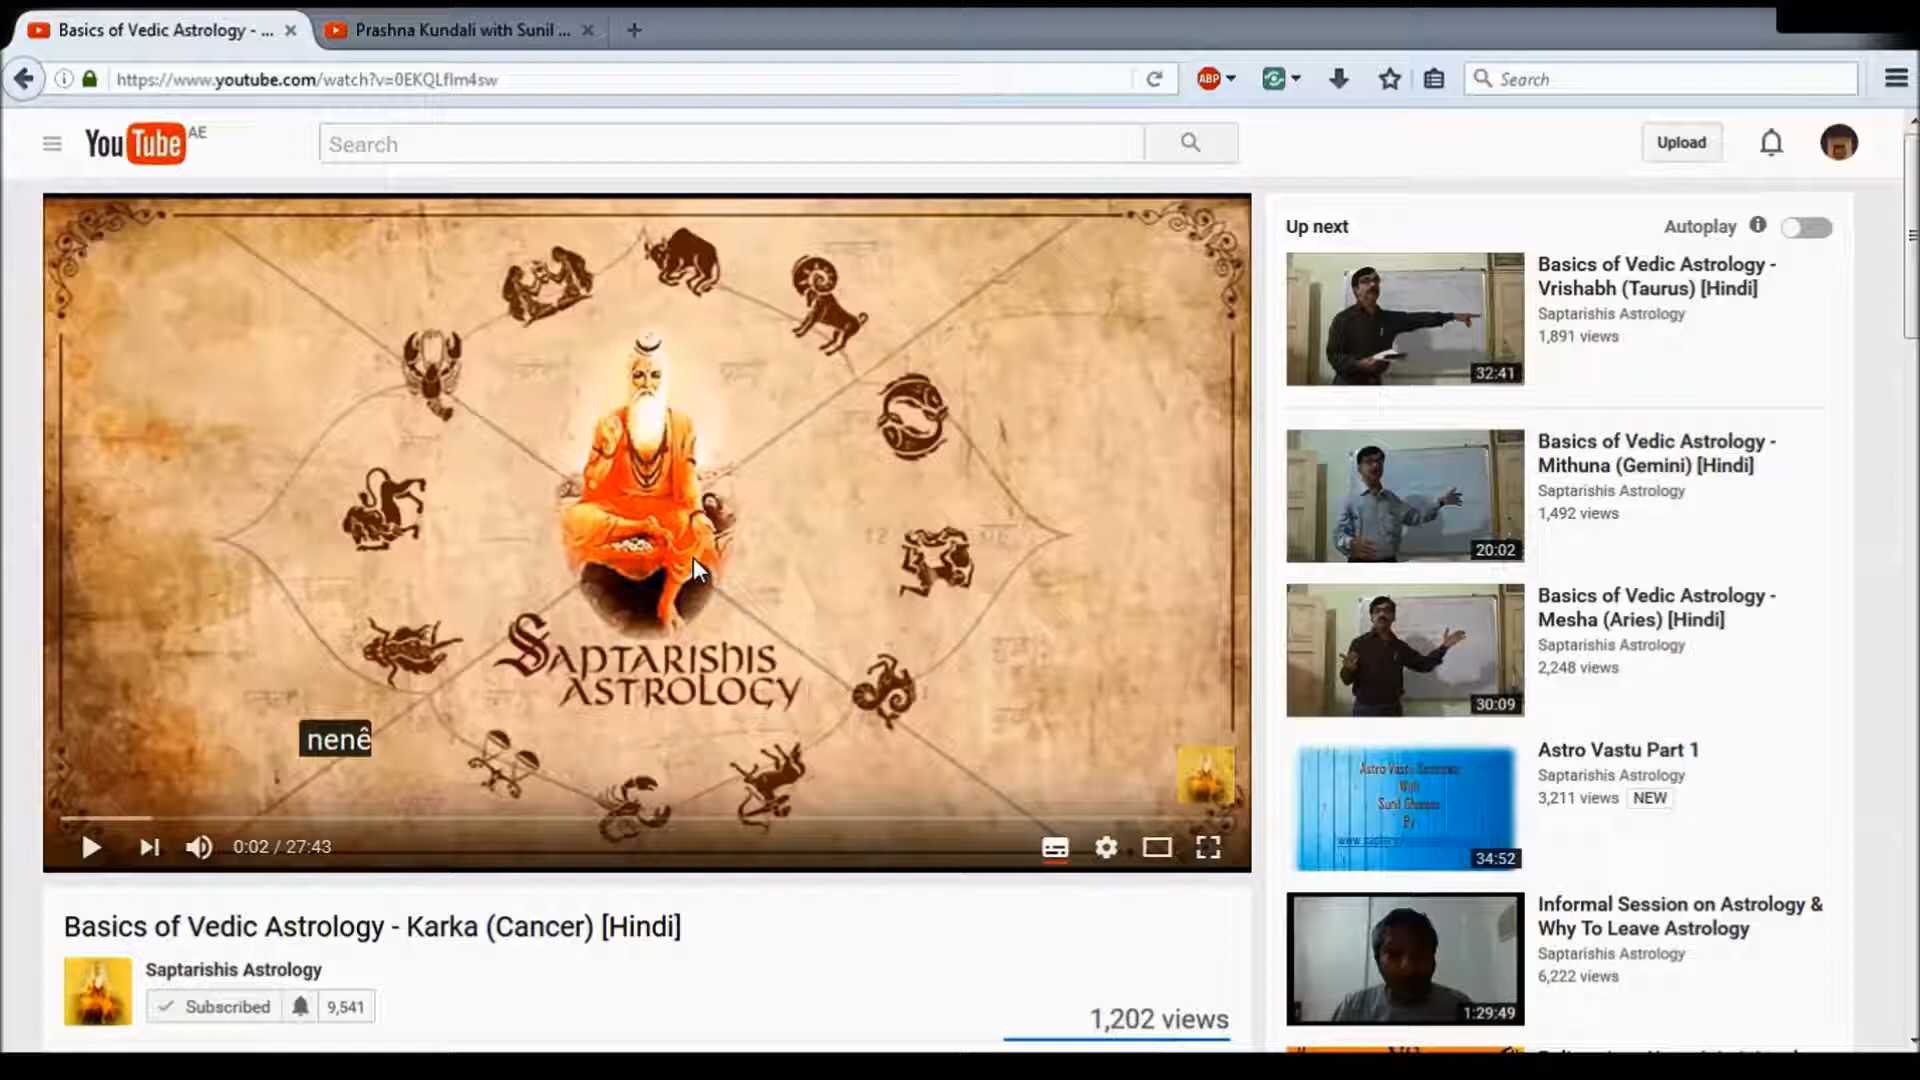 Basics of Vedic Astrology - ...
Prashna Kundali with Sunil ...
https://www.youtube.com/watch?v=0EKQLflm4sw
ABP
Search
YouTube AE
Search
Upload
SAPTARISHIS
ASTROLOGY
nenê
0:02 / 27:43
Basics of Vedic Astrology - Karka (Cancer) [Hindi]
Saptarishis Astrology
Subscribed
9,541
1,202 views
Up next
Autoplay
Basics of Vedic Astrology -
Vrishabh (Taurus) [Hindi]
Saptarishis Astrology
1,891 views
32:41
Basics of Vedic Astrology -
Mithuna (Gemini) [Hindi]
Saptarishis Astrology
1,492 views
20:02
Basics of Vedic Astrology -
Mesha (Aries) [Hindi]
Saptarishis Astrology
2,248 views
30:09
Astro Vastu Part 1
Saptarishis Astrology
3,211 views NEW
With
By
34:52
Informal Session on Astrology &
Why To Leave Astrology
Saptarishis Astrology
6,222 views
1:29:49